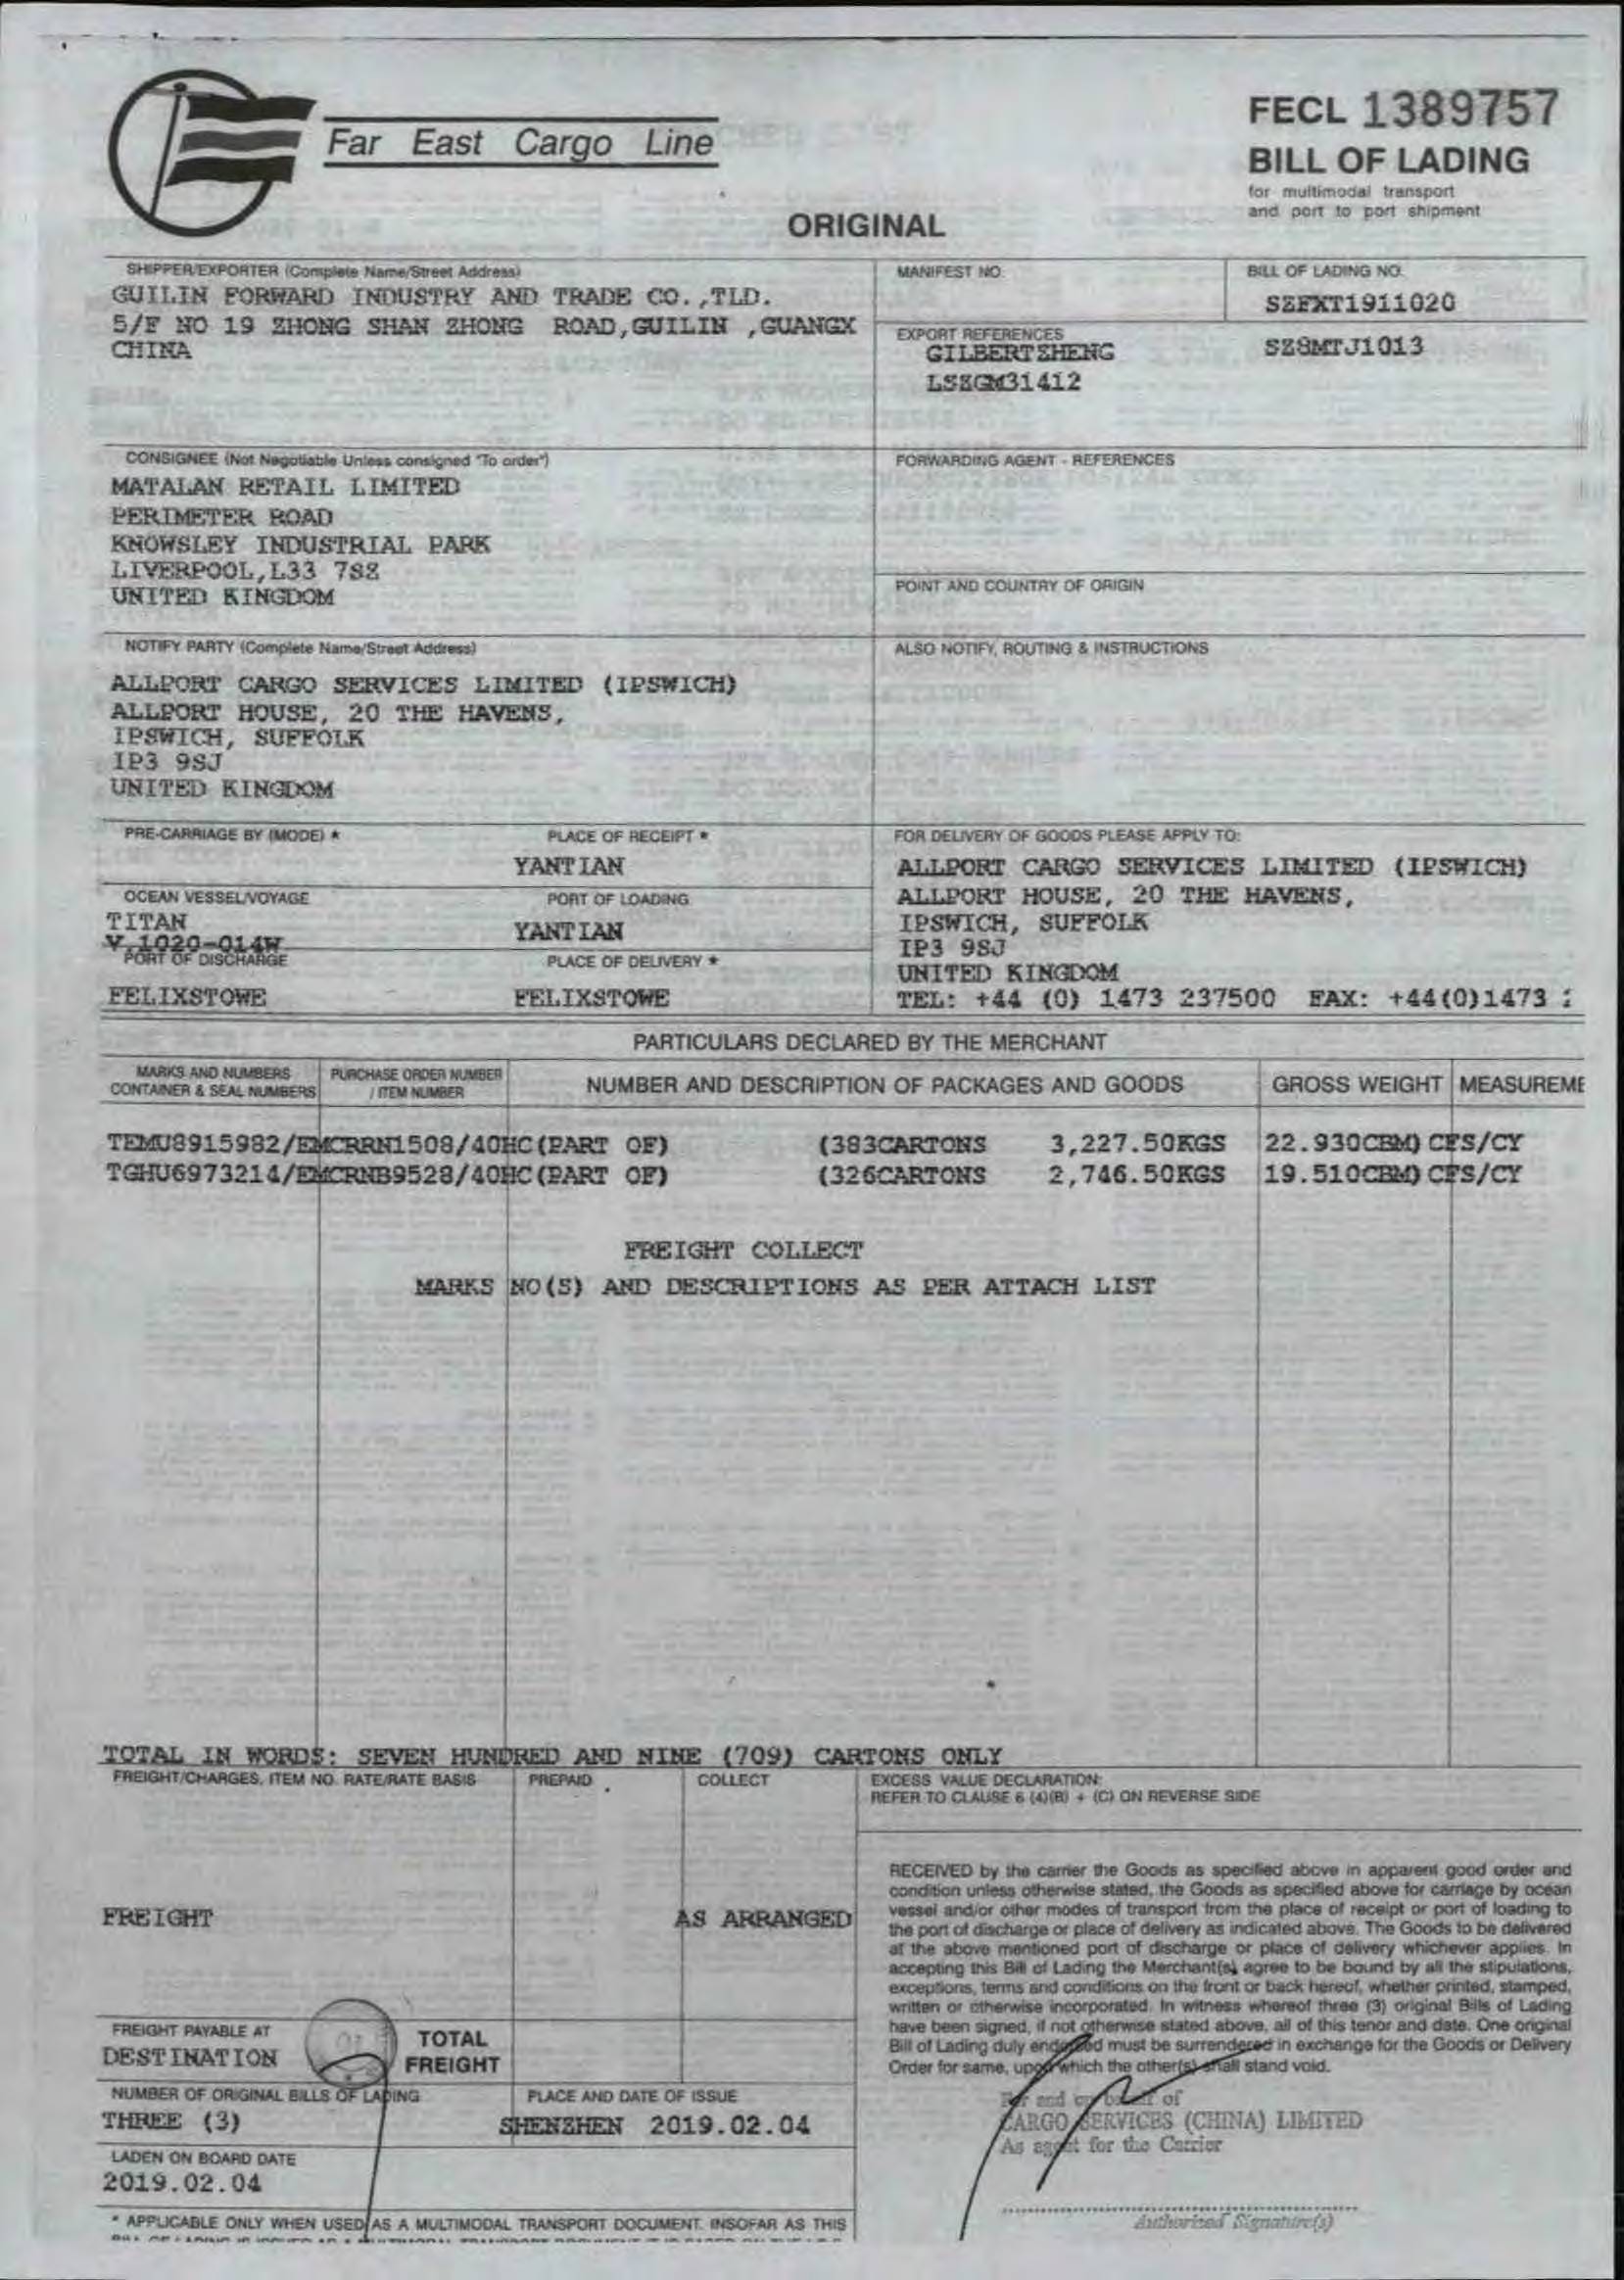 Far East Cargo Line
FECL 1389757
BILL OF LADING
for multimodal transport
and port to port shipment
ORIGINAL
SHIPPER/EXPORTER (Complete Name/Street Address)
GUILIN FORWARD INDUSTRY AND TRADE CO.,TLD.
5/F NO 19 ZHONG SHAN ZHONG ROAD,GUILIN ,GUANGX
CHINA
MANIFEST NO.
BILL OF LADING NO.
SZFXT1911020
EXPORT REFERENCES
GILBERTZHENG
LSZGM31412
SZ8MTJ1013
CONSIGNEE (Not Negotiable Unless consigned "To order")
MATALAN RETAIL LIMITED
PERIMETER ROAD
KNOWSLEY INDUSTRIAL PARK
LIVERPOOL,L33 7SZ
UNITED KINGDOM
FORWARDING AGENT - REFERENCES
POINT AND COUNTRY OF ORIGIN
NOTIFY PARTY (Complete Name/Street Address)
ALLPORT CARGO SERVICES LIMITED (IPSWICH)
ALLPORT HOUSE, 20 THE HAVENS,
IPSWICH, SUFFOLK
IP3 9SJ
UNITED KINGDOM
ALSO NOTIFY, ROUTING & INSTRUCTIONS
PRE-CARRIAGE BY (MODE) *
PLACE OF RECEIPT *
YANTIAN
OCEAN VESSEL/VOYAGE
TITAN
V.1020-014W
PORT OF LOADING
YANTIAN
PORT OF DISCHARGE
FELIXSTOWE
PLACE OF DELIVERY *
FELIXSTOWE
FOR DELIVERY OF GOODS PLEASE APPLY TO:
ALLPORT CARGO SERVICES LIMITED (IPSWICH)
ALLPORT HOUSE, 20 THE HAVENS,
IPSWICH, SUFFOLK
IP3 9SJ
UNITED KINGDOM
TEL: +44 (0) 1473 237500 FAX: +44(0)1473
PARTICULARS DECLARED BY THE MERCHANT
MARKS AND NUMBERS
CONTAINER & SEAL NUMBERS
PURCHASE ORDER NUMBER
/ ITEM NUMBER
NUMBER AND DESCRIPTION OF PACKAGES AND GOODS
GROSS WEIGHT
MEASUREME
TEMU8915982/EMCRRN1508/40HC(PART OF) (383CARTONS 3,227.50KGS 22.930CBM) CFS/CY
TGHU6973214/EMCRNB9528/40HC(PART OF) (326CARTONS 2,746.50KGS 19.510CBM) CFS/CY
FREIGHT COLLECT
MARKS NO(S) AND DESCRIPTIONS AS PER ATTACH LIST
TOTAL IN WORDS: SEVEN HUNDRED AND NINE (709) CARTONS ONLY
FREIGHT/CHARGES, ITEM NO. RATE/RATE BASIS
PREPAID
COLLECT
EXCESS VALUE DECLARATION:
REFER TO CLAUSE 6 (4)(B) + (C) ON REVERSE SIDE
FREIGHT
AS ARRANGED
RECEIVED by the carrier the Goods as specified above in apparent good order and
condition unless otherwise stated, the Goods as specified above for carriage by ocean
vessel and/or other modes of transport from the place of receipt or port of loading to
the port of discharge or place of delivery as indicated above. The Goods to be delivered
at the above mentioned port of discharge or place of delivery whichever applies. In
accepting this Bill of Lading the Merchant(s) agree to be bound by all the stipulations,
exceptions, terms and conditions on the front or back hereof, whether printed, stamped,
written or otherwise incorporated. In witness whereof three (3) original Bills of Lading
have been signed, if not otherwise stated above, all of this tenor and date. One original
Bill of Lading duly endorsed must be surrendered in exchange for the Goods or Delivery
Order for same, upon which the other(s) shall stand void.
FREIGHT PAYABLE AT
DESTINATION
TOTAL
FREIGHT
NUMBER OF ORIGINAL BILLS OF LADING
THREE (3)
PLACE AND DATE OF ISSUE
SHENZHEN 2019.02.04
LADEN ON BOARD DATE
2019.02.04
For and on behalf of
CARGO SERVICES (CHINA) LIMITED
As agent for the Carrier
Authorized Signature(s)
* APPLICABLE ONLY WHEN USED AS A MULTIMODAL TRANSPORT DOCUMENT. INSOFAR AS THIS